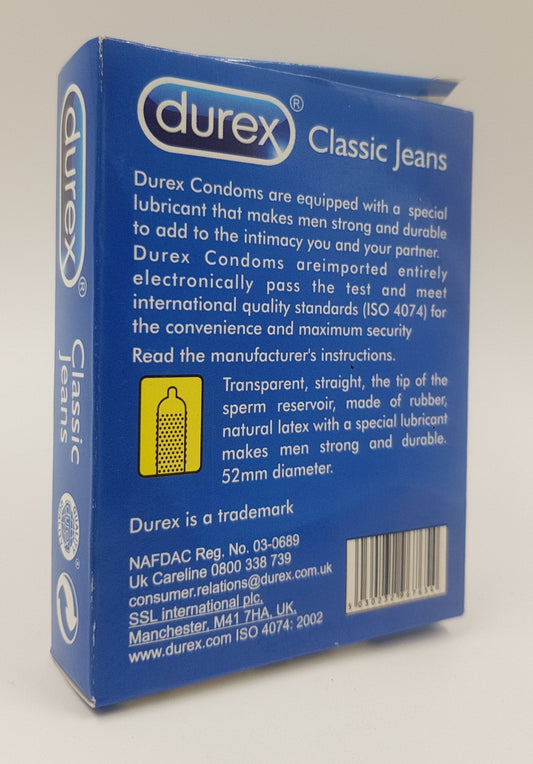 durex®
Classic Jeans
Durex Condoms are equipped with a special
lubricant that makes men strong and durable
to add to the intimacy you and your partner.
Durex Condoms areimported entirely
electronically pass the test and meet
international quality standards (ISO 4074) for
the convenience and maximum security
Read the manufacturer's instructions.
Transparent, straight, the tip of the
sperm reservoir, made of rubber,
natural latex with a special lubricant
makes men strong and durable.
52mm diameter.
Durex is a trademark
NAFDAC Reg. No. 03-0689
Uk Careline 0800 338 739
consumer.relations@durex.com.uk
SSL international plc.
Manchester. M41 7HA, UK.
www.durex.com ISO 4074: 2002
durex®
Classic
Jeans